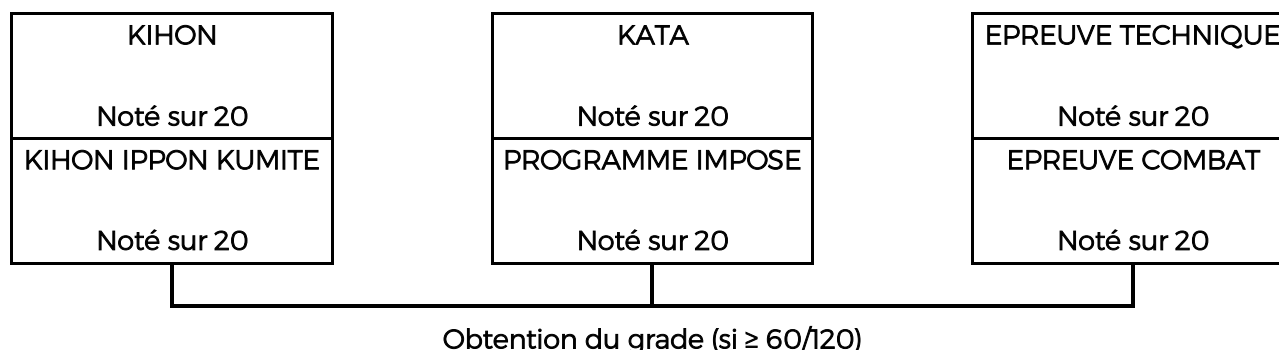 KIHON
Noté sur 20
KIHON IPPON KUMITE
Noté sur 20
KATA
Noté sur 20
PROGRAMME IMPOSE
Noté sur 20
EPREUVE TECHNIQUE
Noté sur 20
EPREUVE COMBAT
Noté sur 20
Obtention du grade (si ≥ 60/120)